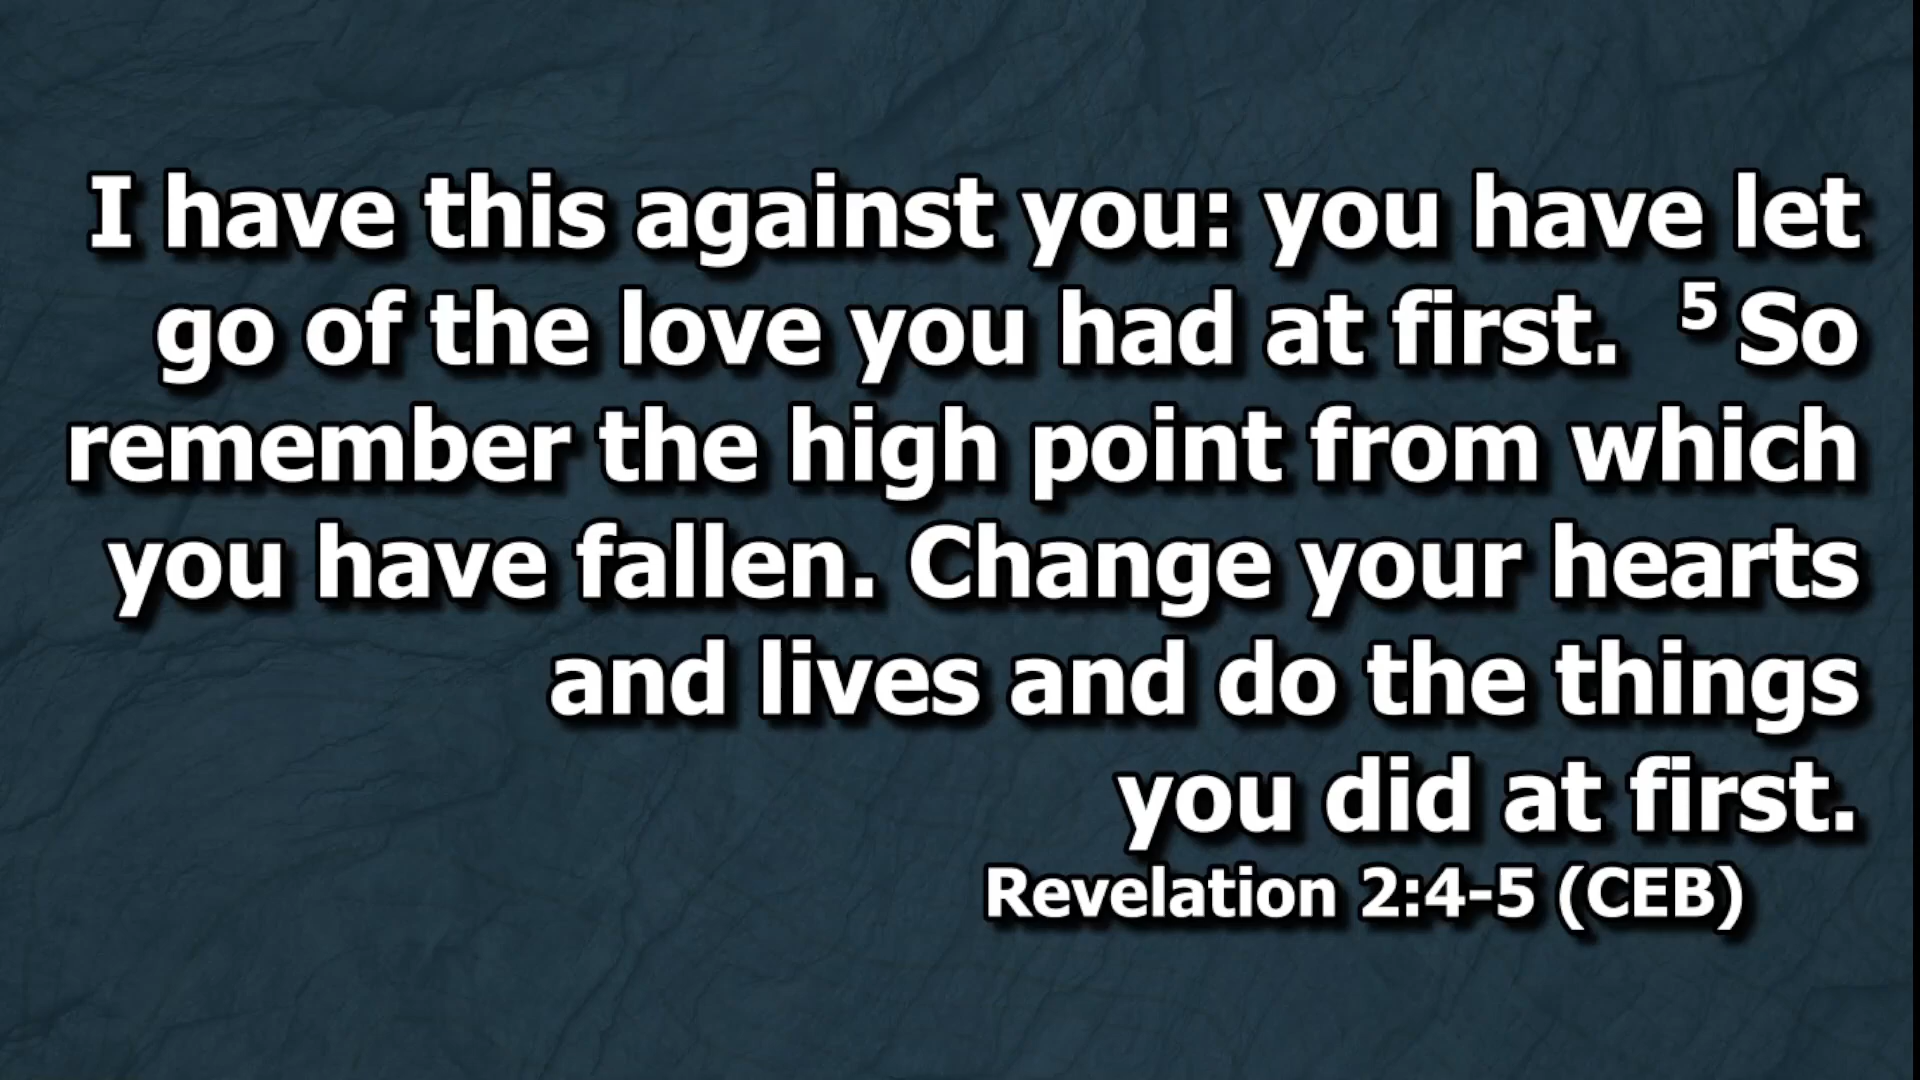 I have this against you: you have let
go of the love you had at first. ⁵ So
remember the high point from which
you have fallen. Change your hearts
and lives and do the things
you did at first.
Revelation 2:4-5 (CEB)